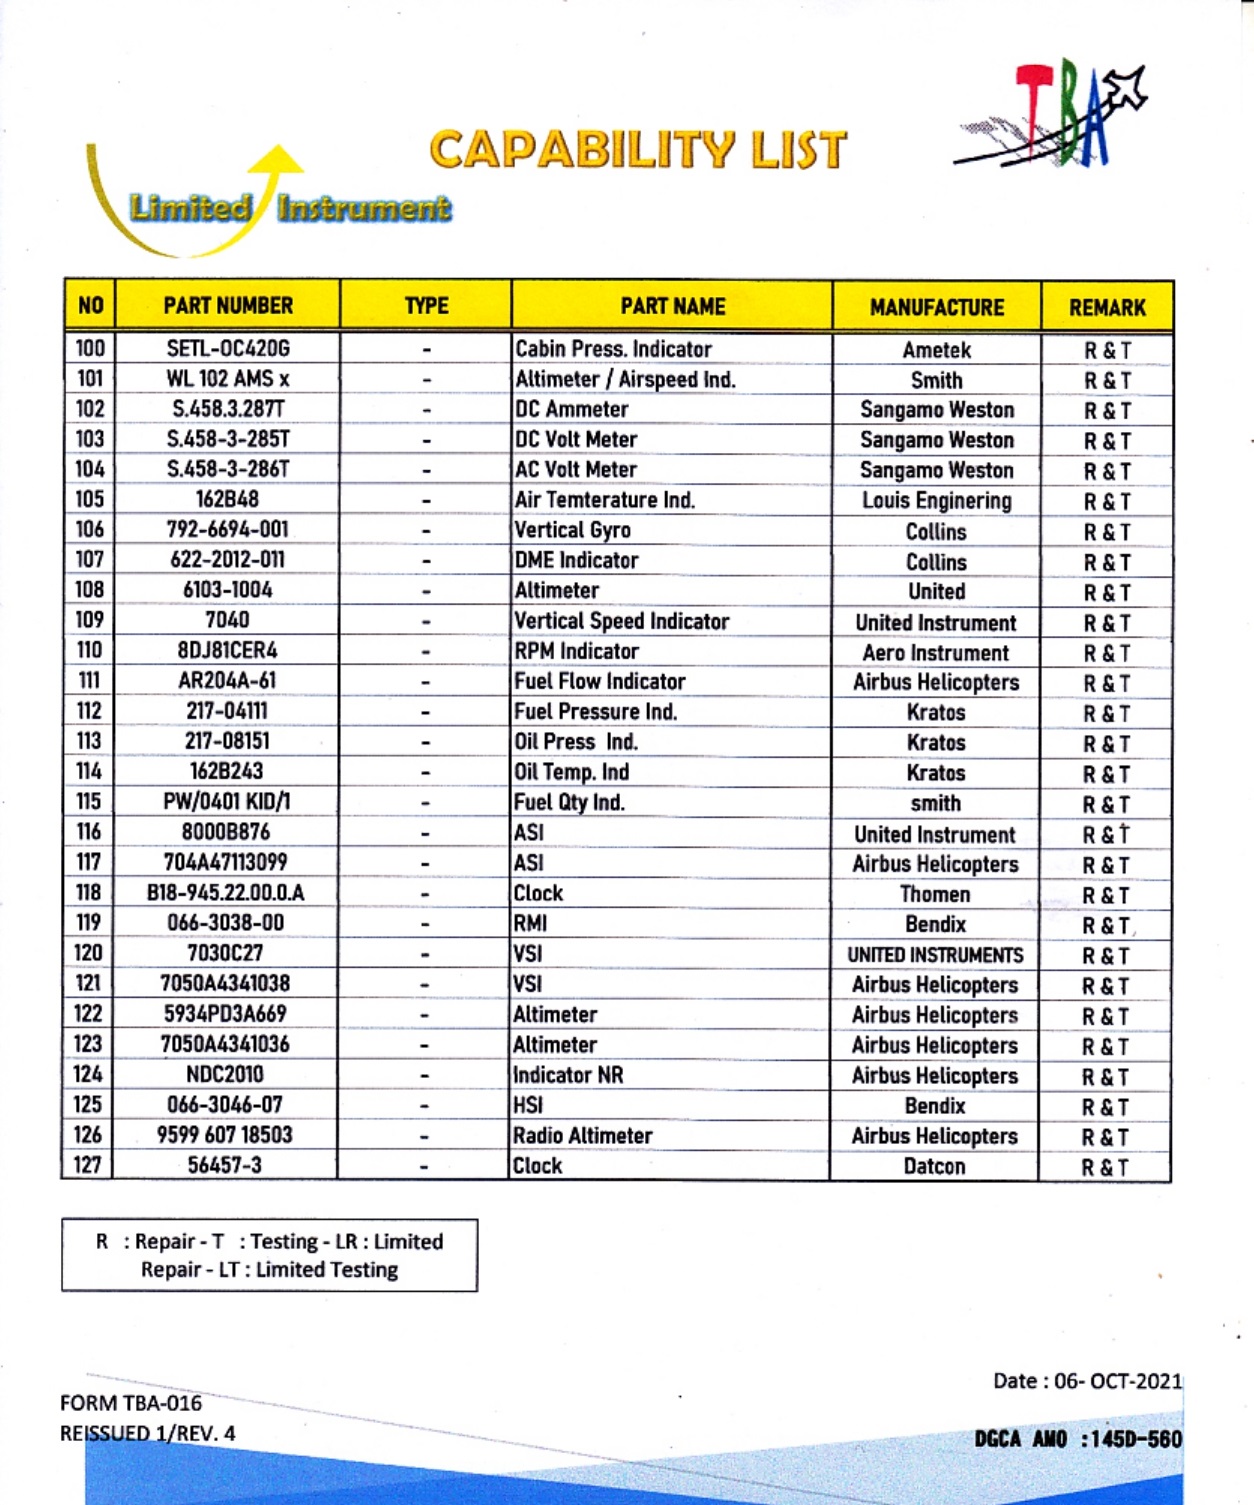 TBA
CAPABILITY LIST
Limited Instrument
NO PART NUMBER TYPE PART NAME MANUFACTURE REMARK
100 SETL-0C420G - Cabin Press. Indicator Ametek R & T
101 WL 102 AMS x - Altimeter / Airspeed Ind. Smith R & T
102 S.458.3.287T - DC Ammeter Sangamo Weston R & T
103 S.458-3-285T - DC Volt Meter Sangamo Weston R & T
104 S.458-3-286T - AC Volt Meter Sangamo Weston R & T
105 162B48 - Air Temterature Ind. Louis Enginering R & T
106 792-6694-001 - Vertical Gyro Collins R & T
107 622-2012-011 - DME Indicator Collins R & T
108 6103-1004 - Altimeter United R & T
109 7040 - Vertical Speed Indicator United Instrument R & T
110 8DJ81CER4 - RPM Indicator Aero Instrument R & T
111 AR204A-61 - Fuel Flow Indicator Airbus Helicopters R & T
112 217-04111 - Fuel Pressure Ind. Kratos R & T
113 217-08151 - Oil Press Ind. Kratos R & T
114 162B243 - Oil Temp. Ind Kratos R & T
115 PW/0401 KID/1 - Fuel Qty Ind. smith R & T
116 8000B876 - ASI United Instrument R & T
117 704A47113099 - ASI Airbus Helicopters R & T
118 B18-945.22.00.0.A - Clock Thomen R & T
119 066-3038-00 - RMI Bendix R & T
120 7030C27 - VSI UNITED INSTRUMENTS R & T
121 7050A4341038 - VSI Airbus Helicopters R & T
122 5934PD3A669 - Altimeter Airbus Helicopters R & T
123 7050A4341036 - Altimeter Airbus Helicopters R & T
124 NDC2010 - Indicator NR Airbus Helicopters R & T
125 066-3046-07 - HSI Bendix R & T
126 9599 607 18503 - Radio Altimeter Airbus Helicopters R & T
127 56457-3 - Clock Datcon R & T
R : Repair - T : Testing - LR : Limited
Repair - LT : Limited Testing
Date : 06- OCT-2021
FORM TBA-016
REISSUED 1/REV. 4
DGCA AMO :145D-560